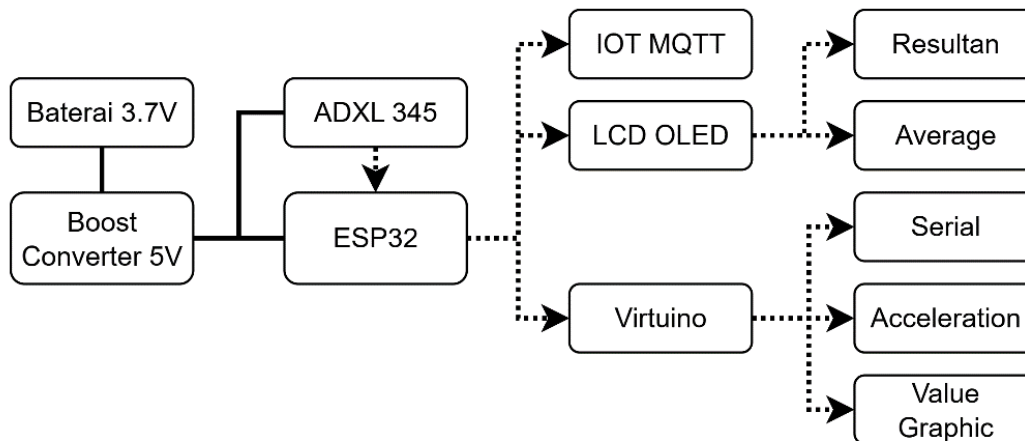 Baterai 3.7V
Boost
Converter 5V
ADXL 345
ESP32
IOT MQTT
LCD OLED
Virtuino
Resultan
Average
Serial
Acceleration
Value
Graphic